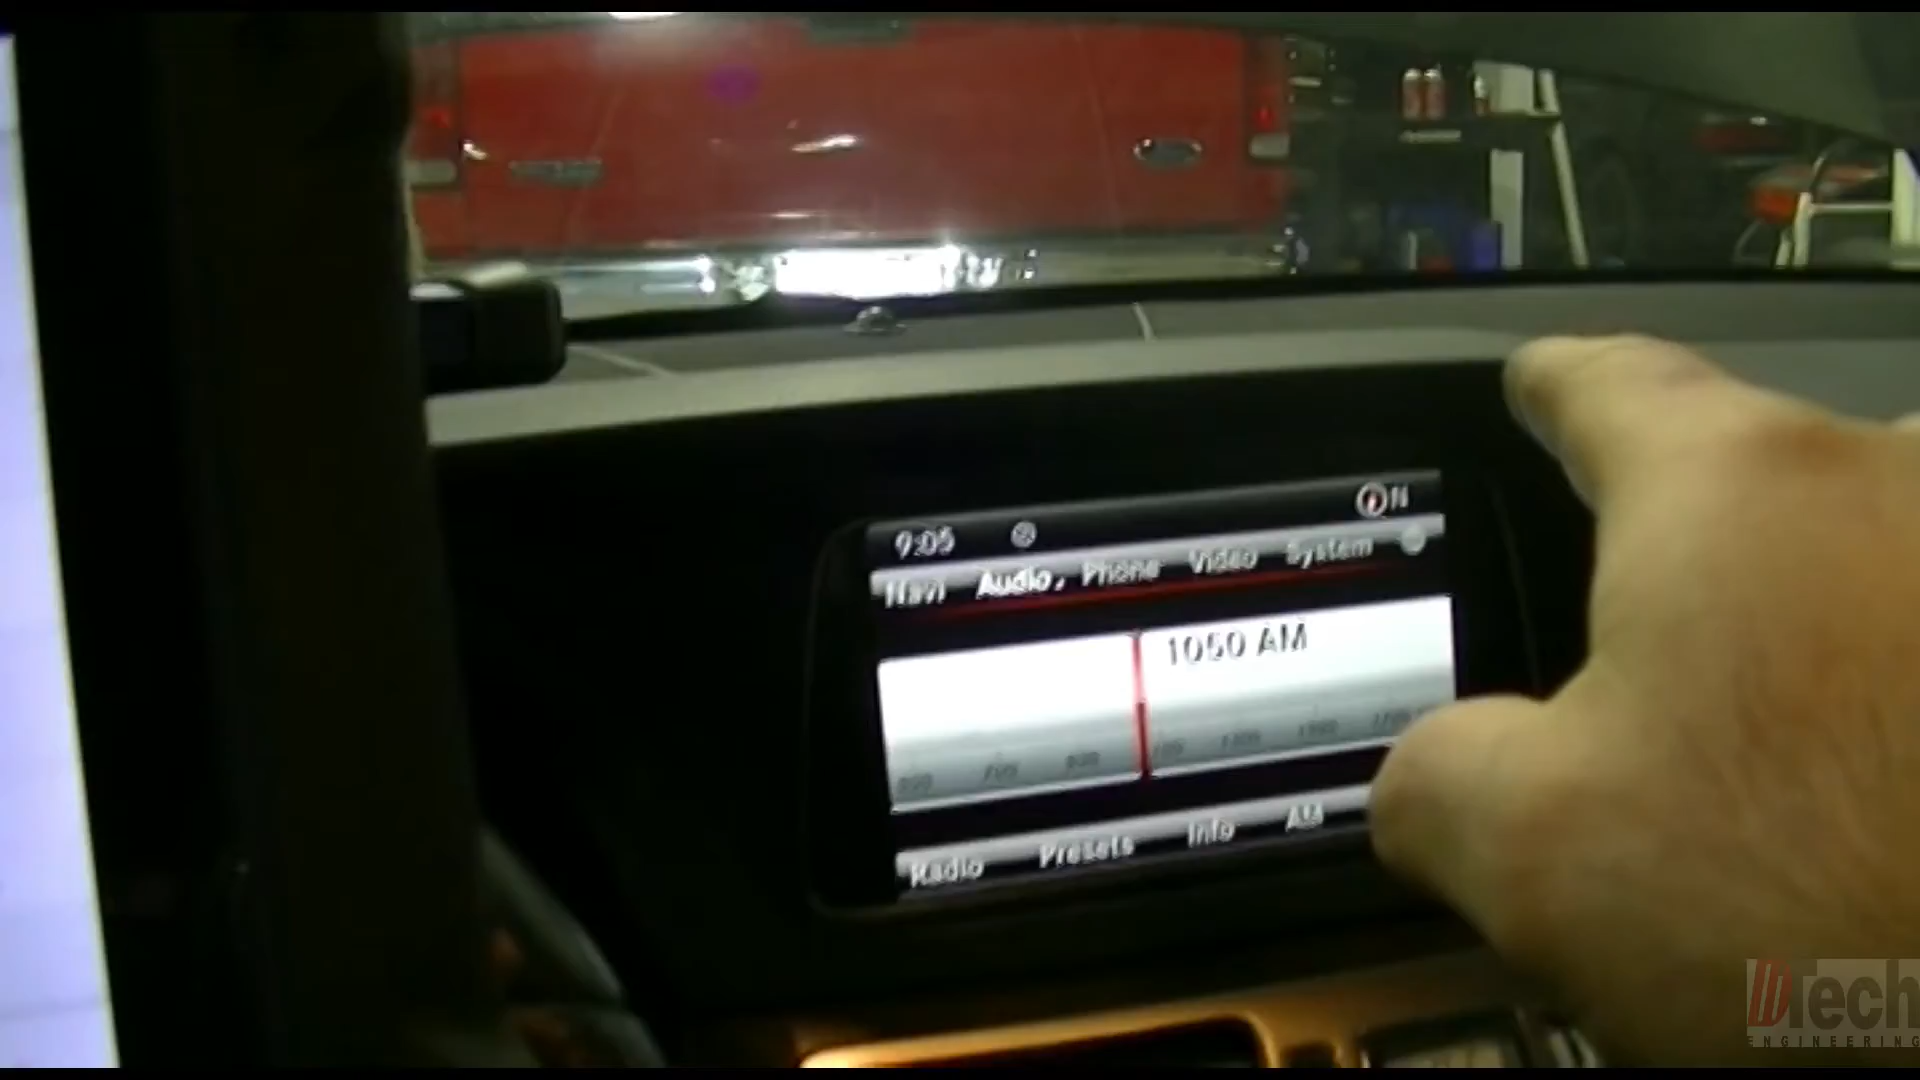 9:05 N
Navi Audio Phone Video System
1050 AM
Radio Presets Info AM
Tech
ENGINEERING